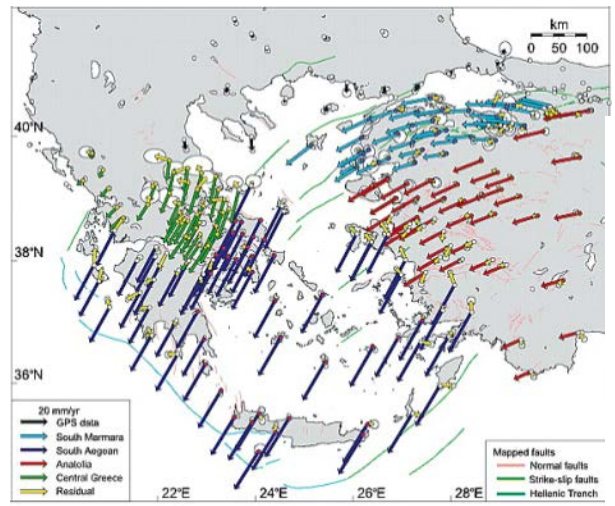 km
0 50 100
40°N
38°N
36°N
22°E 24°E 26°E 28°E
20 mm/yr
GPS data
South Marmara
South Aegean
Anatolia
Central Greece
Residual
Mapped faults
Normal faults
Strike-slip faults
Hellenic Trench